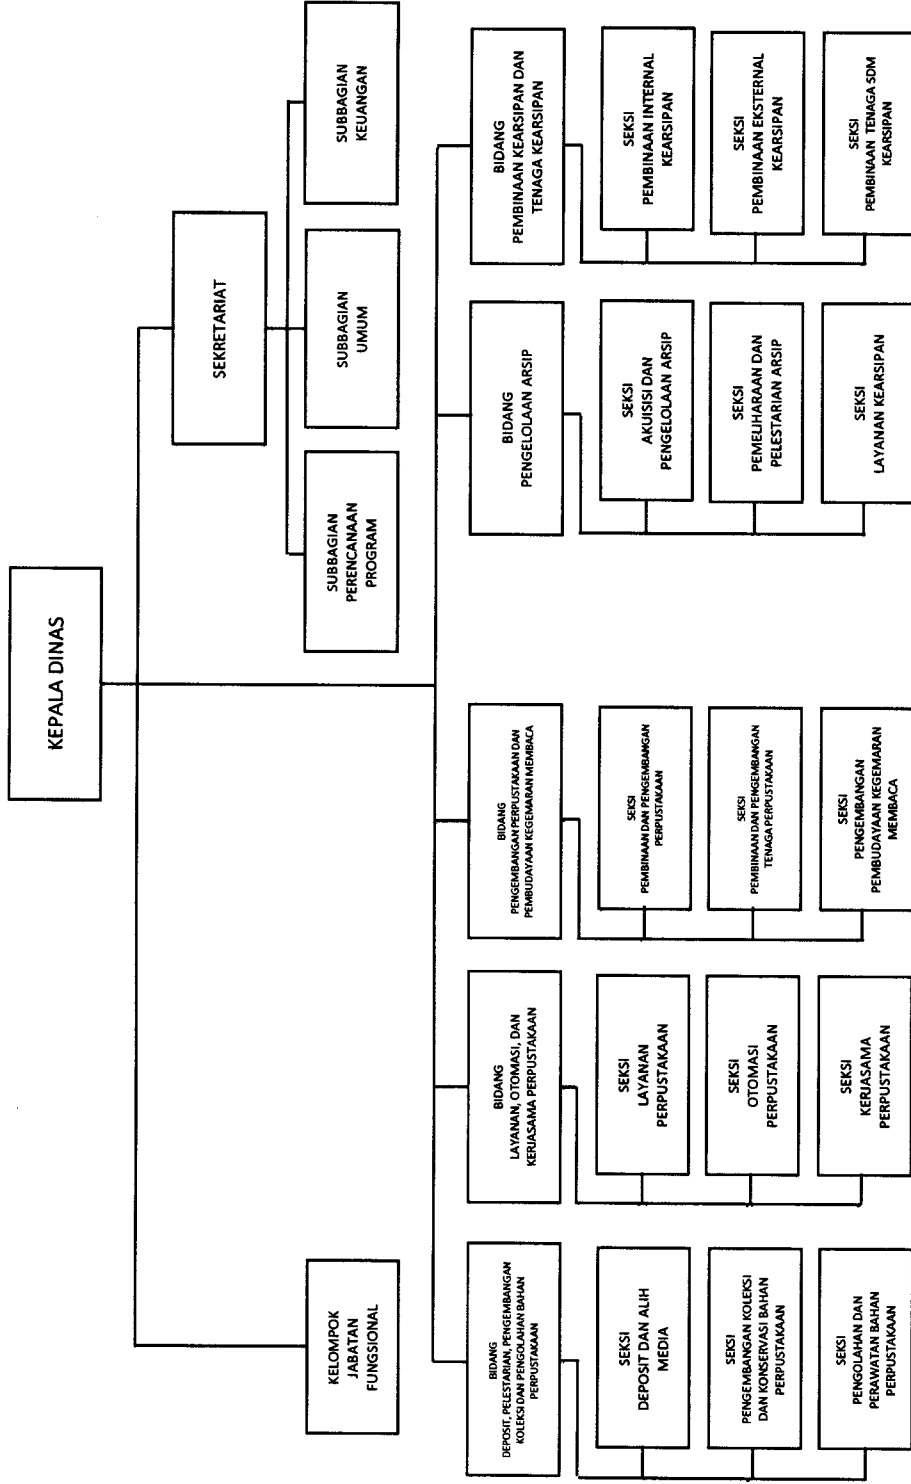 KEPALA DINAS
KELOMPOK
JABATAN
FUNGSIONAL
SEKRETARIAT
SUBBAGIAN
PERENCANAAN
PROGRAM
SUBBAGIAN
UMUM
SUBBAGIAN
KEUANGAN
BIDANG
DEPOSIT, PELESTARIAN, PENGEMBANGAN
KOLEKSI DAN PENGOLAHAN BAHAN
PERPUSTAKAAN
SEKSI
DEPOSIT DAN ALIH
MEDIA
SEKSI
PENGEMBANGAN KOLEKSI
DAN KONSERVASI BAHAN
PERPUSTAKAAN
SEKSI
PENGOLAHAN DAN
PERAWATAN BAHAN
PERPUSTAKAAN
BIDANG
LAYANAN, OTOMASI, DAN
KERJASAMA PERPUSTAKAAN
SEKSI
LAYANAN
PERPUSTAKAAN
SEKSI
OTOMASI
PERPUSTAKAAN
SEKSI
KERJASAMA
PERPUSTAKAAN
BIDANG
PENGEMBANGAN PERPUSTAKAAN DAN
PEMBUDAYAAN KEGEMARAN MEMBACA
SEKSI
PEMBINAAN DAN PENGEMBANGAN
PERPUSTAKAAN
SEKSI
PEMBINAAN DAN PENGEMBANGAN
TENAGA PERPUSTAKAAN
SEKSI
PENGEMBANGAN
PEMBUDAYAAN KEGEMARAN
MEMBACA
BIDANG
PENGELOLAAN ARSIP
SEKSI
AKUISISI DAN
PENGELOLAAN ARSIP
SEKSI
PEMELIHARAAN DAN
PELESTARIAN ARSIP
SEKSI
LAYANAN KEARSIPAN
BIDANG
PEMBINAAN KEARSIPAN DAN
TENAGA KEARSIPAN
SEKSI
PEMBINAAN INTERNAL
KEARSIPAN
SEKSI
PEMBINAAN EKSTERNAL
KEARSIPAN
SEKSI
PEMBINAAN TENAGA SDM
KEARSIPAN